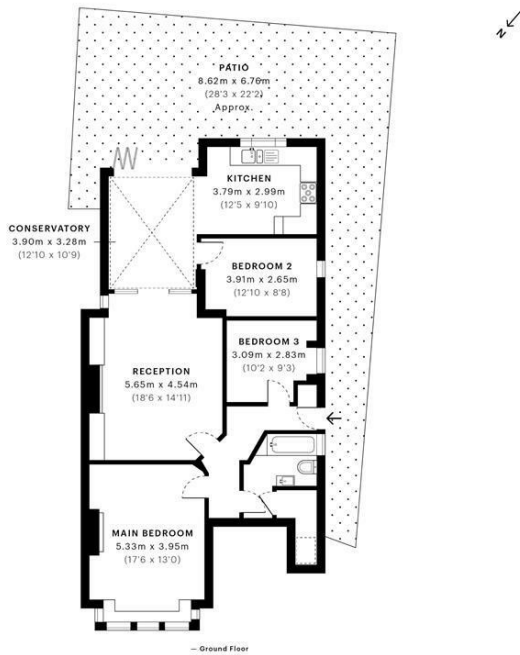 N
PATIO
8.62m x 6.76m
(28'3 x 22'2)
Approx.
KITCHEN
3.79m x 2.99m
(12'5 x 9'10)
CONSERVATORY
3.90m x 3.28m
(12'10 x 10'9)
BEDROOM 2
3.91m x 2.65m
(12'10 x 8'8)
BEDROOM 3
3.09m x 2.83m
(10'2 x 9'3)
RECEPTION
5.65m x 4.54m
(18'6 x 14'11)
MAIN BEDROOM
5.33m x 3.95m
(17'6 x 13'0)
— Ground Floor